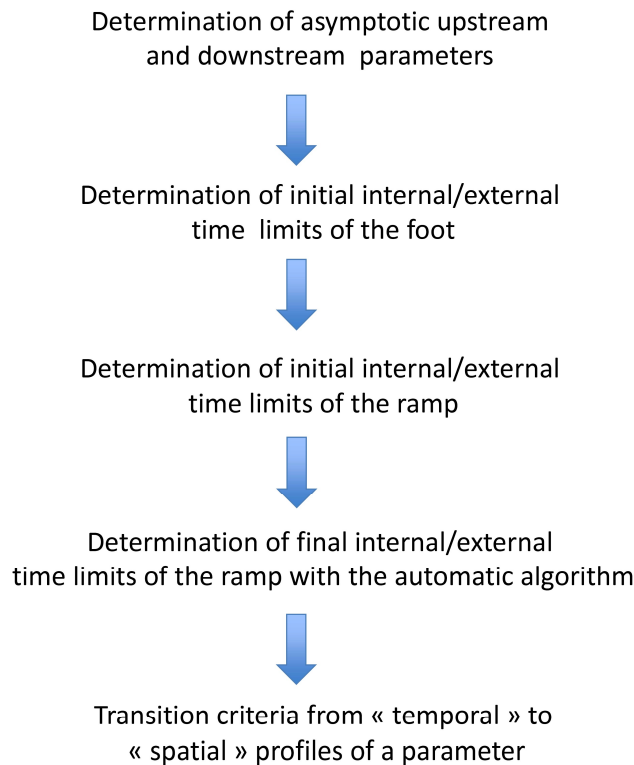 Determination of asymptotic upstream
and downstream parameters
Determination of initial internal/external
time limits of the foot
Determination of initial internal/external
time limits of the ramp
Determination of final internal/external
time limits of the ramp with the automatic algorithm
Transition criteria from « temporal » to
« spatial » profiles of a parameter